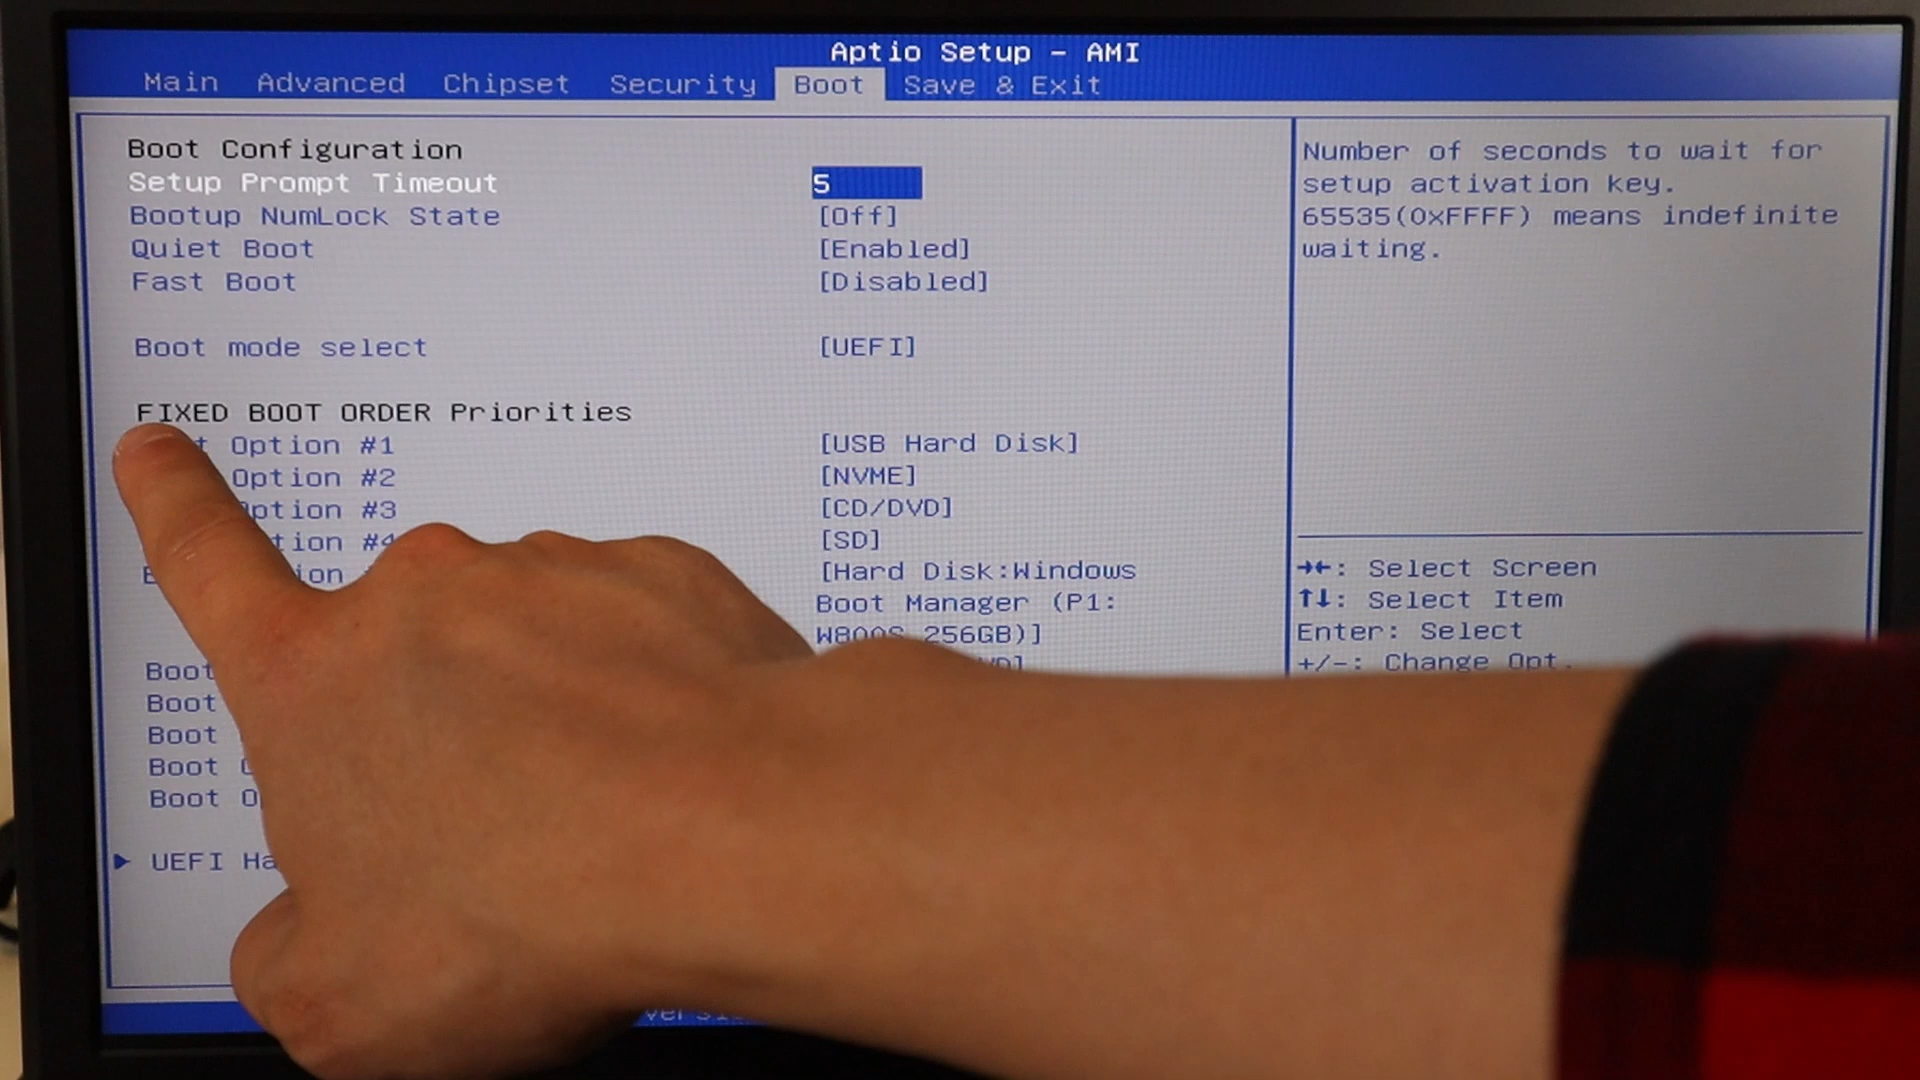 Aptio Setup – AMI
Main Advanced Chipset Security Boot Save & Exit
Boot Configuration
Setup Prompt Timeout 5
Bootup NumLock State [Off]
Quiet Boot [Enabled]
Fast Boot [Disabled]
Boot mode select [UEFI]
FIXED BOOT ORDER Priorities
Option #1 [USB Hard Disk]
Option #2 [NVME]
#3 [CD/DVD]
[SD]
[Hard Disk:Windows
Boot Manager (P1:
256GB)]
Boot
Boot
Boot
Boot
Boot
▶ UEFI
Number of seconds to wait for
setup activation key.
65535(0xFFFF) means indefinite
waiting.
→←: Select Screen
↑↓: Select Item
Enter: Select
+/-: Change Opt.